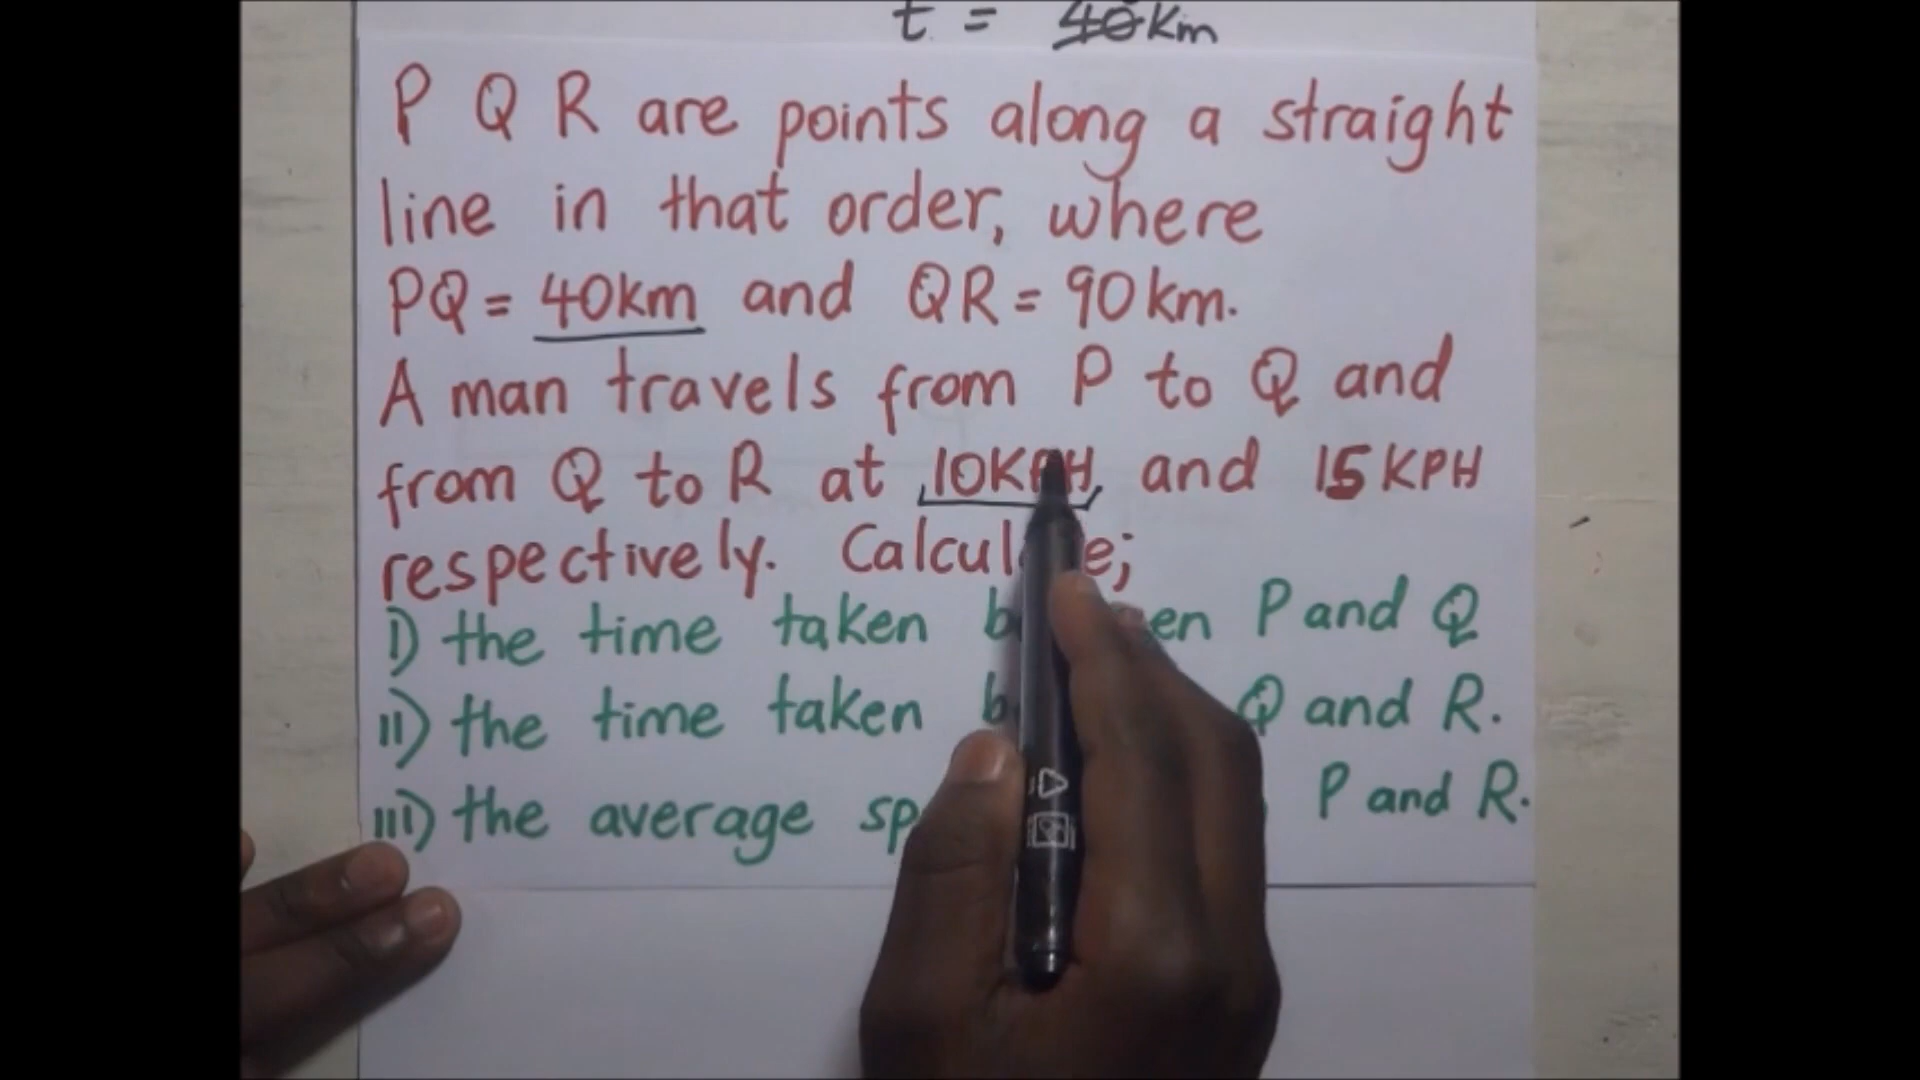 t = 40km
P Q R are points along a straight
line in that order, where
PQ = 40km and QR = 90km.
A man travels from P to Q and
from Q to R at 10KPH and 15KPH
respectively. Calcul e;
i) the time taken b en P and Q
ii) the time taken b Q and R.
iii) the average sp P and R.